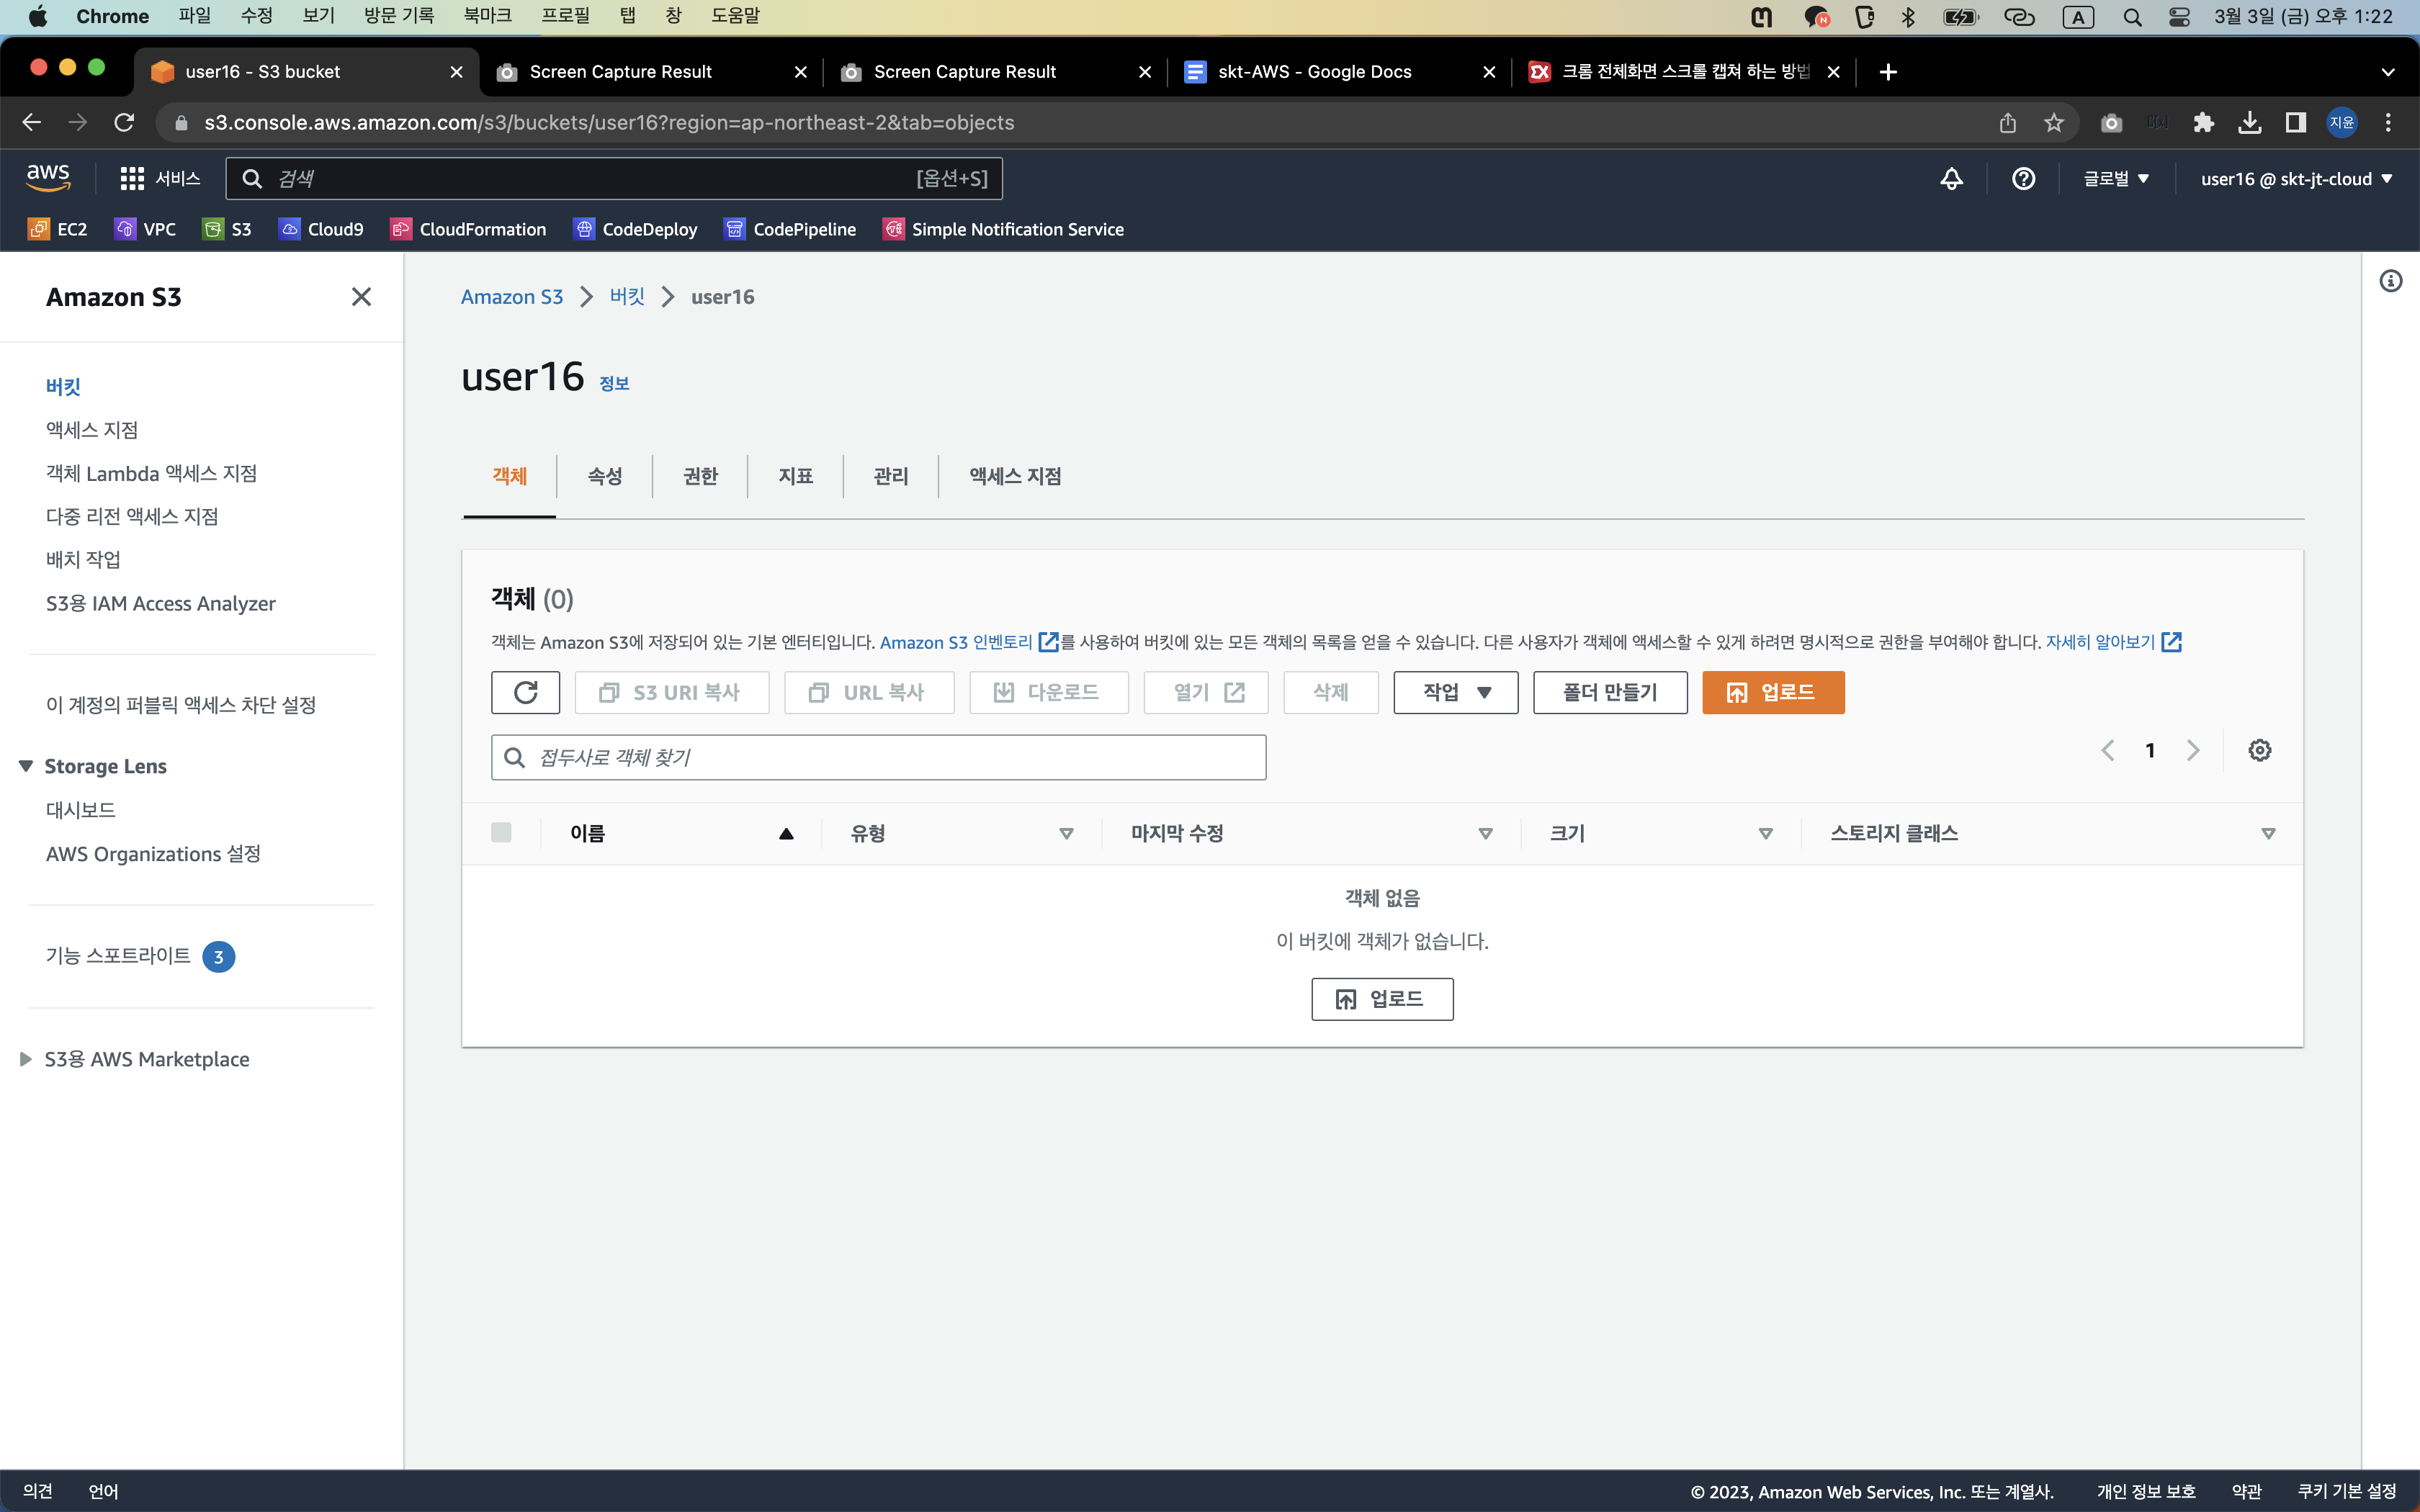 Chrome 파일 수정 보기 방문 기록 북마크 프로필 탭 창 도움말 A 3월 3일 (금) 오후 1:22
user16 - S3 bucket Screen Capture Result Screen Capture Result skt-AWS - Google Docs 크롬 전체화면 스크롤 캡쳐 하는 방법
s3.console.aws.amazon.com/s3/buckets/user16?region=ap-northeast-2&tab=objects 지윤
aws 서비스 검색 [옵션+S] 글로벌 user16 @ skt-jt-cloud
EC2 VPC S3 Cloud9 CloudFormation CodeDeploy CodePipeline Simple Notification Service
Amazon S3
버킷
액세스 지점
객체 Lambda 액세스 지점
다중 리전 액세스 지점
배치 작업
S3용 IAM Access Analyzer
이 계정의 퍼블릭 액세스 차단 설정
Storage Lens
대시보드
AWS Organizations 설정
기능 스포트라이트 3
S3용 AWS Marketplace
Amazon S3 버킷 user16
user16 정보
객체 속성 권한 지표 관리 액세스 지점
객체 (0)
객체는 Amazon S3에 저장되어 있는 기본 엔터티입니다. Amazon S3 인벤토리를 사용하여 버킷에 있는 모든 객체의 목록을 얻을 수 있습니다. 다른 사용자가 객체에 액세스할 수 있게 하려면 명시적으로 권한을 부여해야 합니다. 자세히 알아보기
S3 URI 복사 URL 복사 다운로드 열기 삭제 작업 폴더 만들기 업로드
접두사로 객체 찾기 1
이름 유형 마지막 수정 크기 스토리지 클래스
객체 없음
이 버킷에 객체가 없습니다.
업로드
의견 언어 © 2023, Amazon Web Services, Inc. 또는 계열사. 개인 정보 보호 약관 쿠키 기본 설정